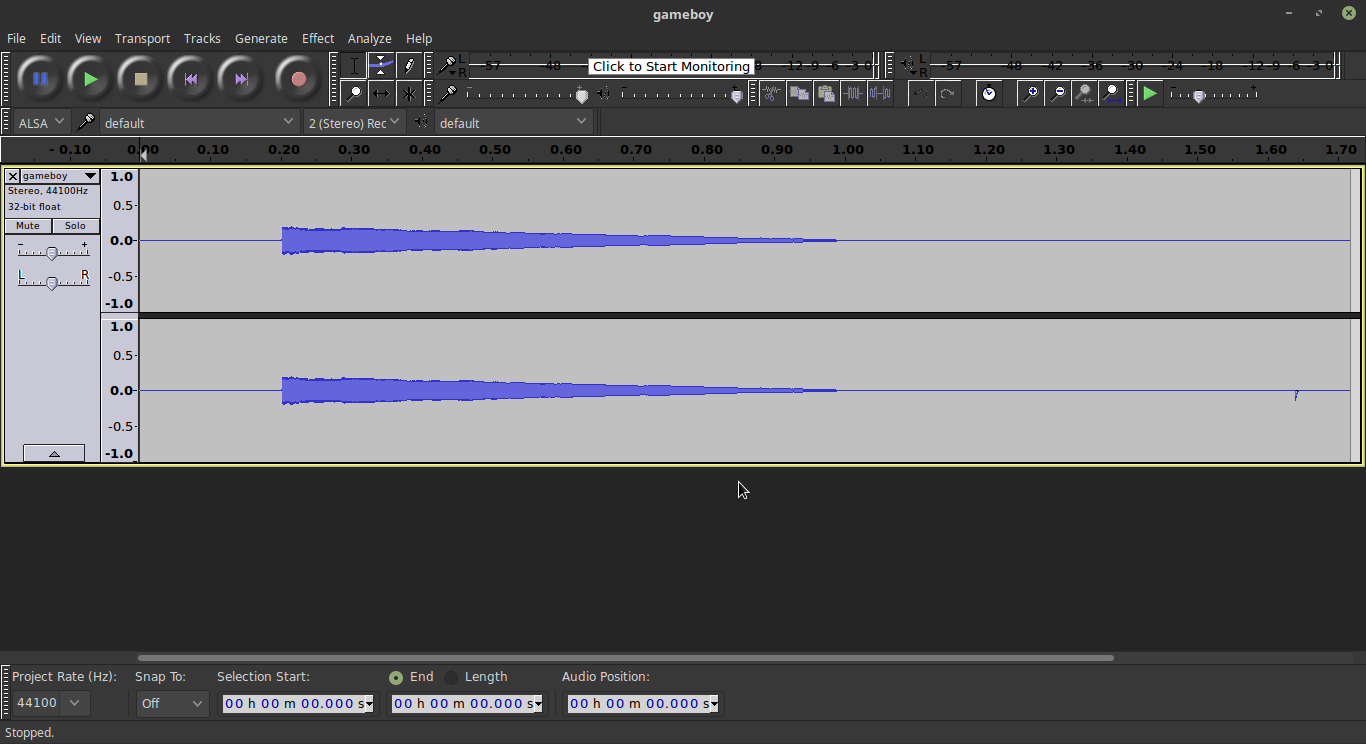 gameboy
File Edit View Transport Tracks Generate Effect Analyze Help
L R -57 -48 Click to Start Monitoring 8 -12 -9 -6 -3 0
L R -57 -48 -42 -36 -30 -24 -18 -12 -9 -6 -3 0
- + - +
ALSA default 2 (Stereo) Rec default
- 0.10 0.00 0.10 0.20 0.30 0.40 0.50 0.60 0.70 0.80 0.90 1.00 1.10 1.20 1.30 1.40 1.50 1.60 1.70
X gameboy
Stereo, 44100Hz
32-bit float
Mute Solo
- +
L R
1.0
0.5
0.0
-0.5
-1.0
1.0
0.5
0.0
-0.5
-1.0
Project Rate (Hz): Snap To: Selection Start: End Length Audio Position:
44100 Off 00 h 00 m 00.000 s 00 h 00 m 00.000 s 00 h 00 m 00.000 s
Stopped.